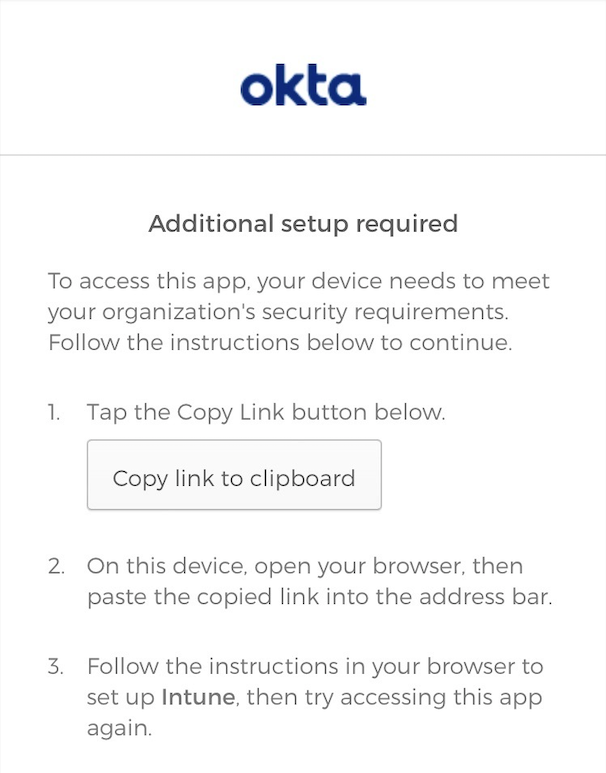 okta
Additional setup required
To access this app, your device needs to meet
your organization's security requirements.
Follow the instructions below to continue.
1. Tap the Copy Link button below.
Copy link to clipboard
2. On this device, open your browser, then
paste the copied link into the address bar.
3. Follow the instructions in your browser to
set up Intune, then try accessing this app
again.